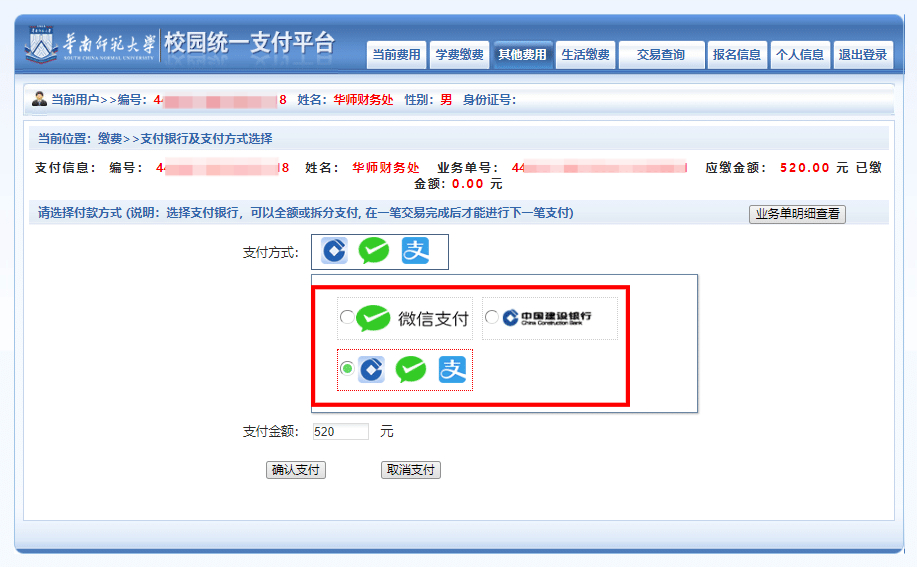 华南师范大学 校园统一支付平台
SOUTH CHINA NORMAL UNIVERSITY
当前费用 学费缴费 其他费用 生活缴费 交易查询 报名信息 个人信息 退出登录
当前用户>>编号: 44 8 姓名: 华师财务处 性别: 男 身份证号:
当前位置: 缴费>>支付银行及支付方式选择
支付信息: 编号: 44 18 姓名: 华师财务处 业务单号: 44 应缴金额: 520.00 元 已缴
金额: 0.00 元
请选择付款方式 (说明: 选择支付银行, 可以全额或拆分支付, 在一笔交易完成后才能进行下一笔支付) 业务单明细查看
支付方式: 支
微信支付 中国建设银行
China Construction Bank
支
支付金额: 520 元
确认支付 取消支付